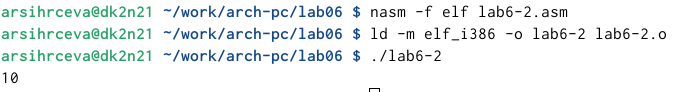 arsihrceva@dk2n21 ~/work/arch-pc/lab06 $ nasm -f elf lab6-2.asm
arsihrceva@dk2n21 ~/work/arch-pc/lab06 $ ld -m elf_i386 -o lab6-2 lab6-2.o
arsihrceva@dk2n21 ~/work/arch-pc/lab06 $ ./lab6-2
10